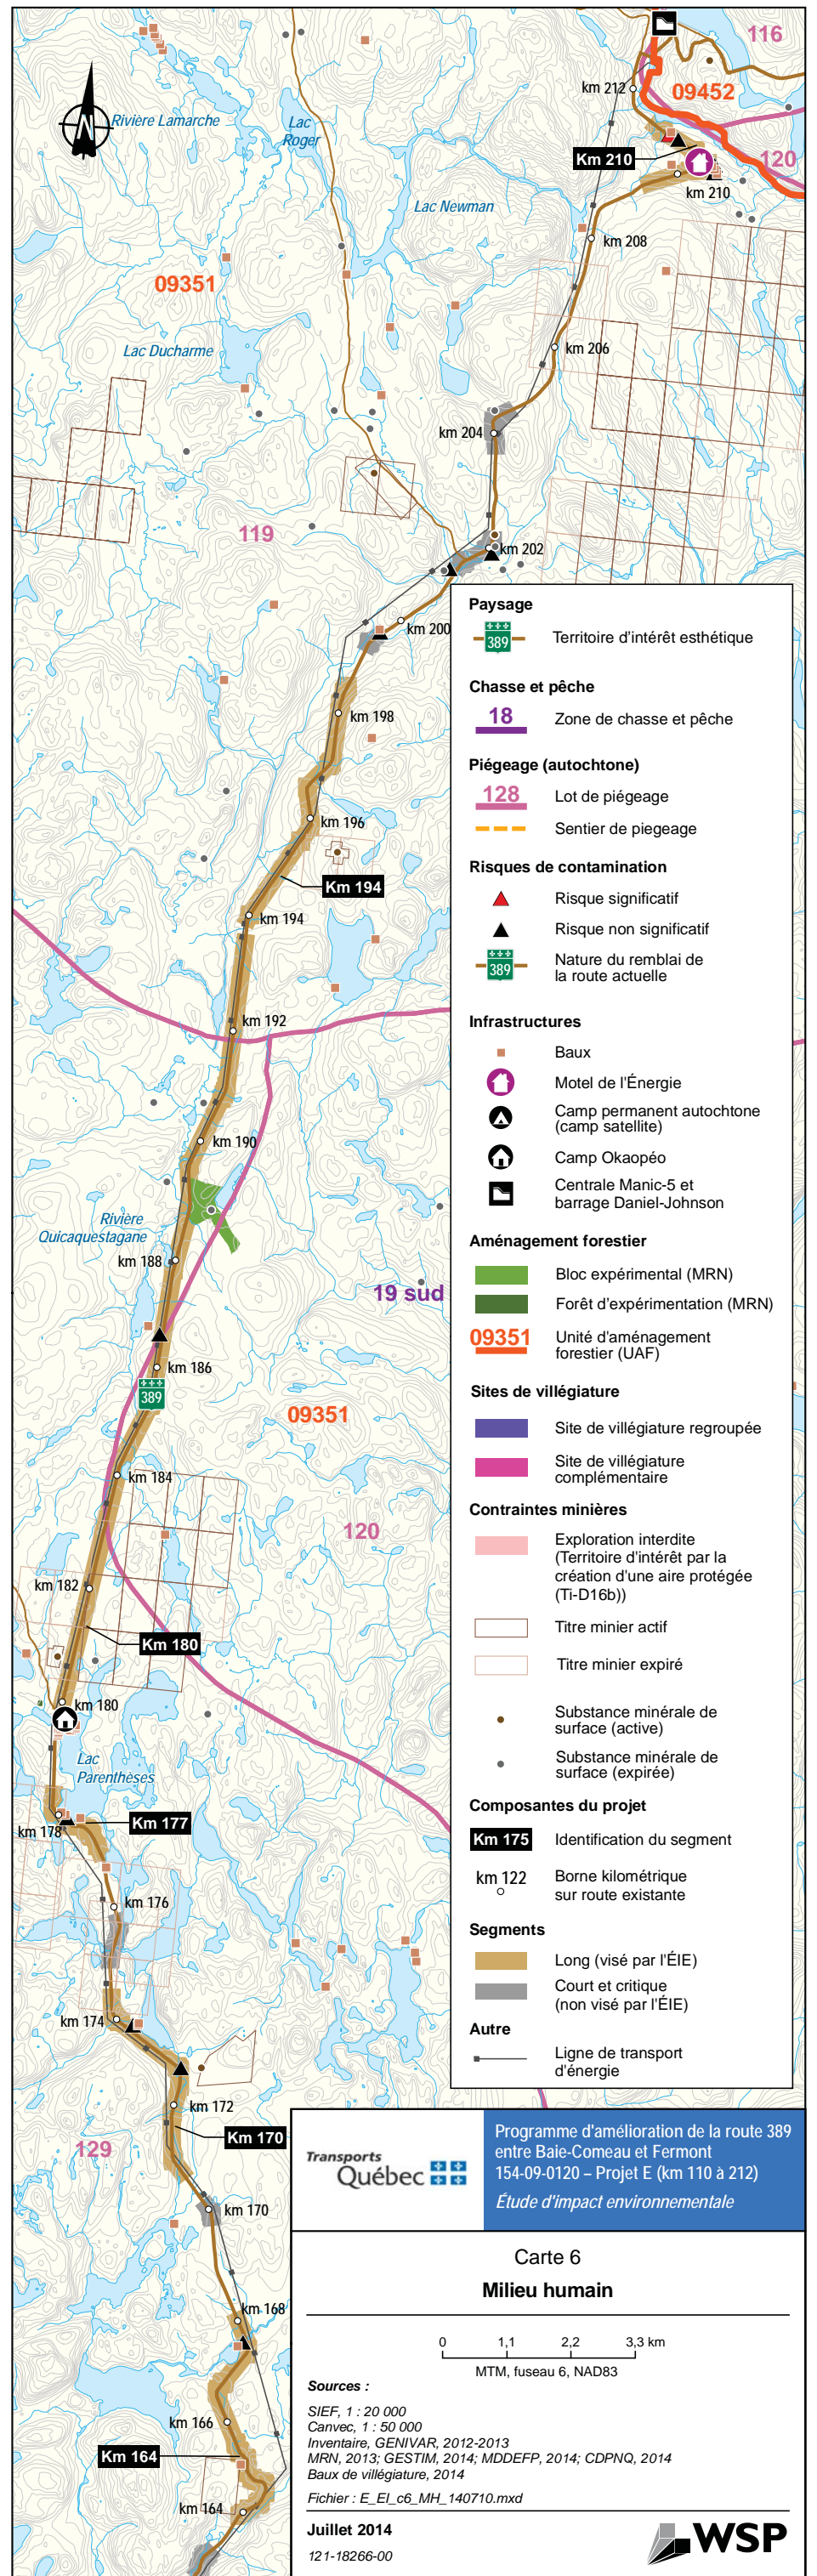 116
km 212
09452
Rivière Lamarche
Lac
Roger
Km 210
120
km 210
Lac Newman
km 208
09351
Lac Ducharme
km 206
km 204
119
km 202
km 200
km 198
km 196
Km 194
km 194
km 192
km 190
Rivière
Quicaquestagane
km 188
19 sud
km 186
389
09351
km 184
120
km 182
Km 180
km 180
Lac
Parenthèses
Km 177
km 178
km 176
km 174
km 172
Km 170
129
km 170
km 168
km 166
Km 164
km 164
Paysage
389
Territoire d'intérêt esthétique
Chasse et pêche
18
Zone de chasse et pêche
Piégeage (autochtone)
128
Lot de piégeage
Sentier de piegeage
Risques de contamination
Risque significatif
Risque non significatif
389
Nature du remblai de
la route actuelle
Infrastructures
Baux
Motel de l'Énergie
Camp permanent autochtone
(camp satellite)
Camp Okaopéo
Centrale Manic-5 et
barrage Daniel-Johnson
Aménagement forestier
Bloc expérimental (MRN)
Forêt d'expérimentation (MRN)
09351
Unité d'aménagement
forestier (UAF)
Sites de villégiature
Site de villégiature regroupée
Site de villégiature
complémentaire
Contraintes minières
Exploration interdite
(Territoire d'intérêt par la
création d'une aire protégée
(Ti-D16b))
Titre minier actif
Titre minier expiré
Substance minérale de
surface (active)
Substance minérale de
surface (expirée)
Composantes du projet
Km 175
Identification du segment
km 122
Borne kilométrique
sur route existante
Segments
Long (visé par l'ÉIE)
Court et critique
(non visé par l'ÉIE)
Autre
Ligne de transport
d'énergie
Transports
Québec
Programme d'amélioration de la route 389
entre Baie-Comeau et Fermont
154-09-0120 – Projet E (km 110 à 212)
Étude d'impact environnementale
Carte 6
Milieu humain
0 1,1 2,2 3,3 km
MTM, fuseau 6, NAD83
Sources :
SIEF, 1 : 20 000
Canvec, 1 : 50 000
Inventaire, GENIVAR, 2012-2013
MRN, 2013; GESTIM, 2014; MDDEFP, 2014; CDPNQ, 2014
Baux de villégiature, 2014
Fichier : E_EI_c6_MH_140710.mxd
Juillet 2014
121-18266-00
WSP